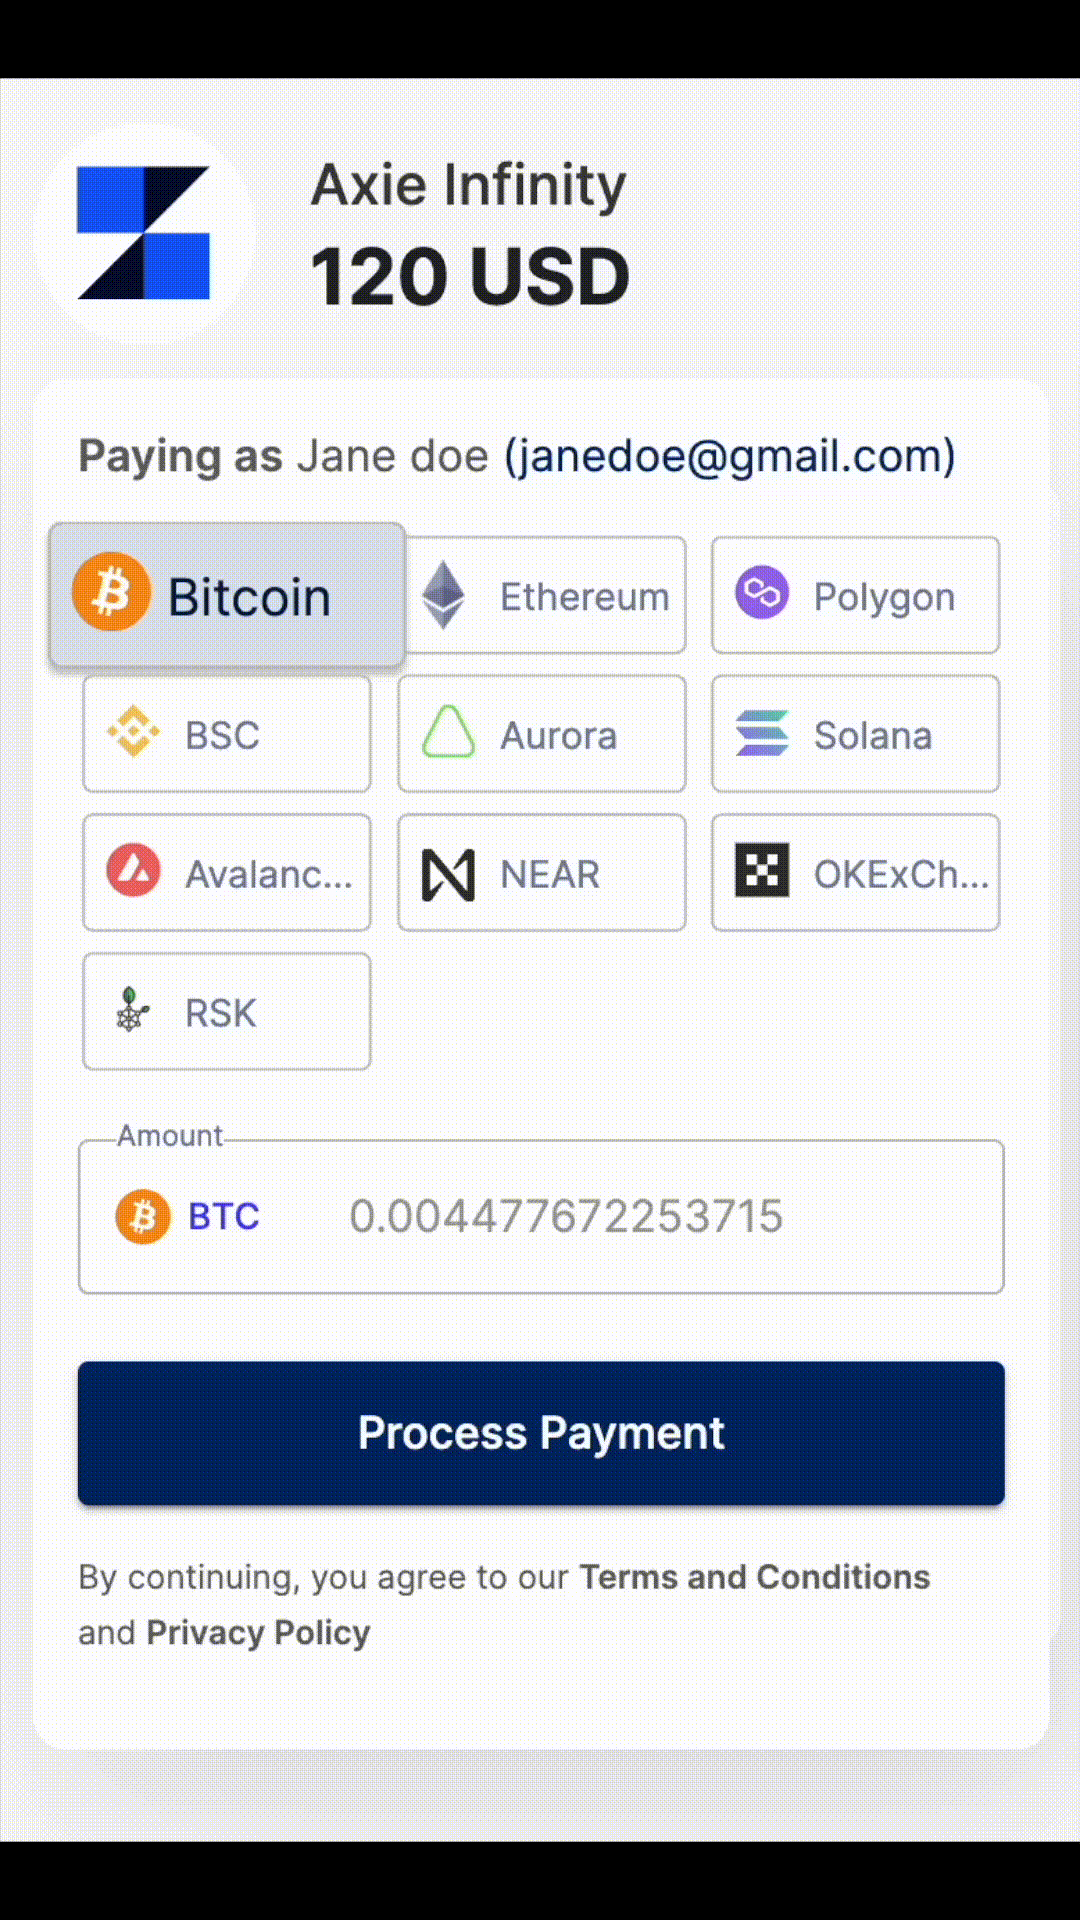 Axie Infinity
120 USD
Paying as Jane doe (janedoe@gmail.com)
Bitcoin
Ethereum
Polygon
BSC
Aurora
Solana
Avalanc...
NEAR
OKExCh...
RSK
Amount
BTC 0.004477672253715
Process Payment
By continuing, you agree to our Terms and Conditions
and Privacy Policy